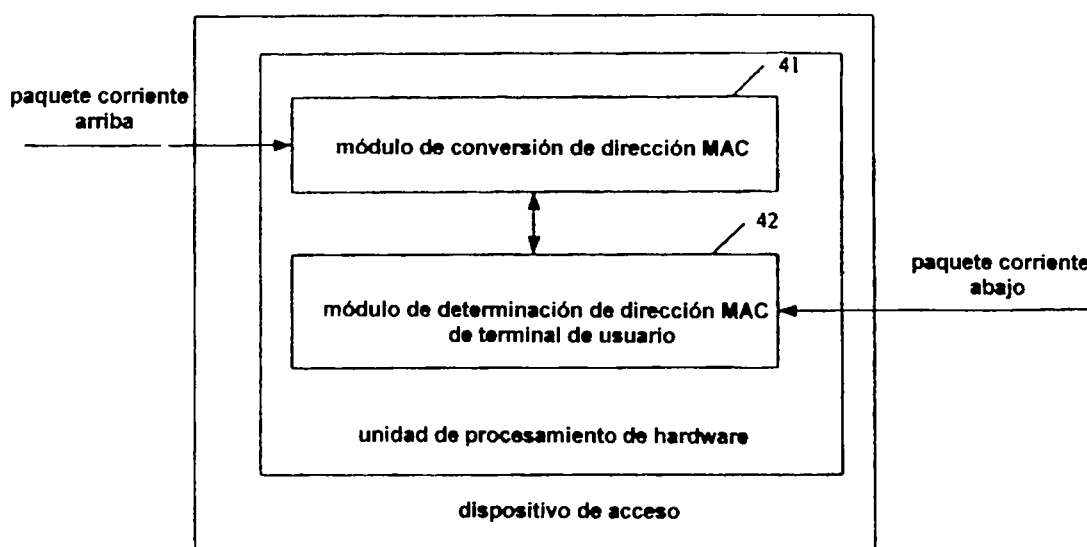 41
paquete corriente
arriba
módulo de conversión de dirección MAC
42
paquete corriente
abajo
módulo de determinación de dirección MAC
de terminal de usuario
unidad de procesamiento de hardware
dispositivo de acceso